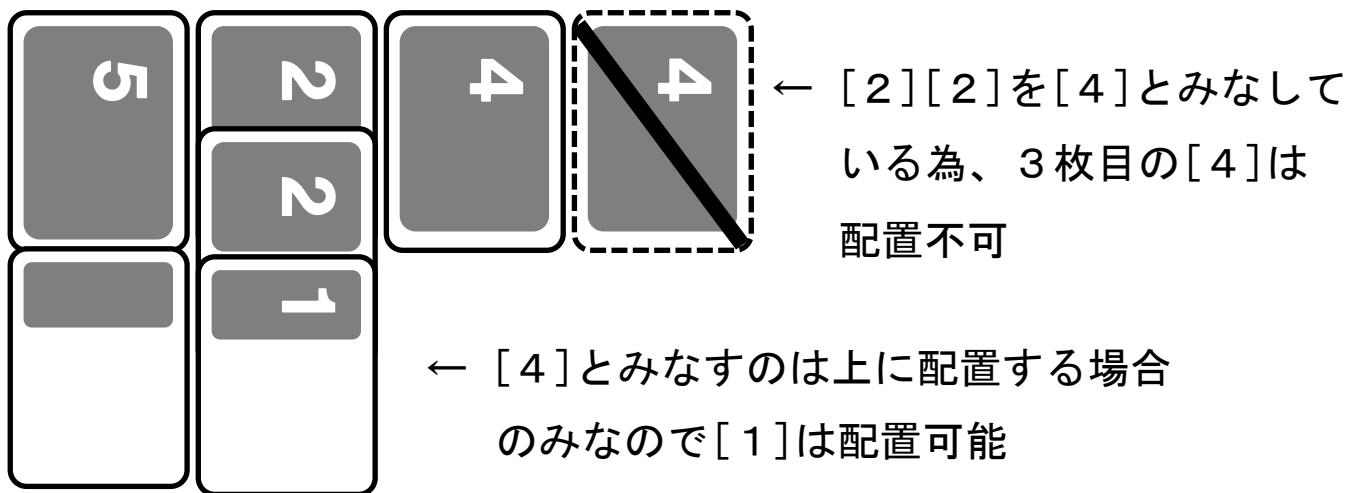 5 2 4 4
2
1
← [2][2]を[4]とみなして
いる為、3枚目の[4]は
配置不可
← [4]とみなすのは上に配置する場合
のみなので[1]は配置可能